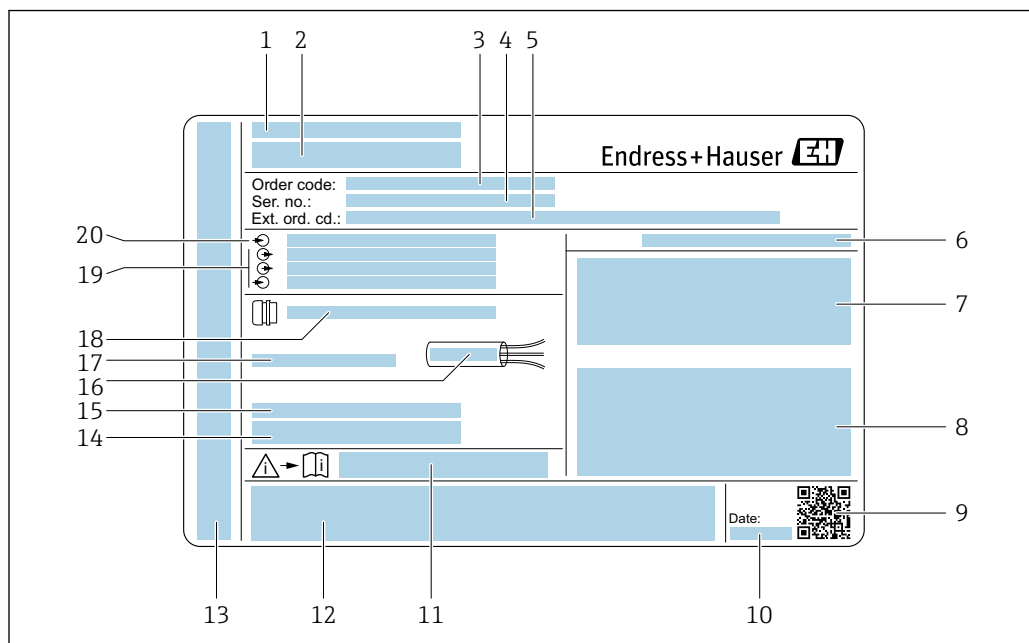 1 2 3 4 5
Endress+Hauser EH
Order code:
Ser. no.:
Ext. ord. cd.:
20
6
19
7
i i
18
17
16
15
14
8
Date:
9
13 12 11 10